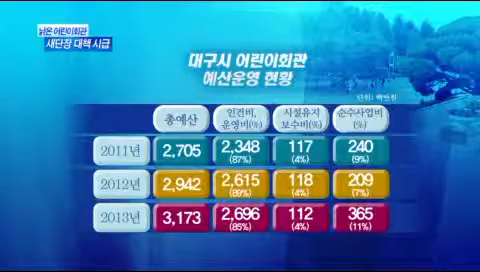 낡은 어린이회관
새단장 대책 시급
대구시 어린이회관
예산운영 현황
단위: 백만원
총예산 인건비, 운영비(%) 시설유지 보수비(%) 순수사업비 (%)
2011년 2,705 2,348 (87%) 117 (4%) 240 (9%)
2012년 2,942 2,615 (89%) 118 (4%) 209 (7%)
2013년 3,173 2,696 (85%) 112 (4%) 365 (11%)